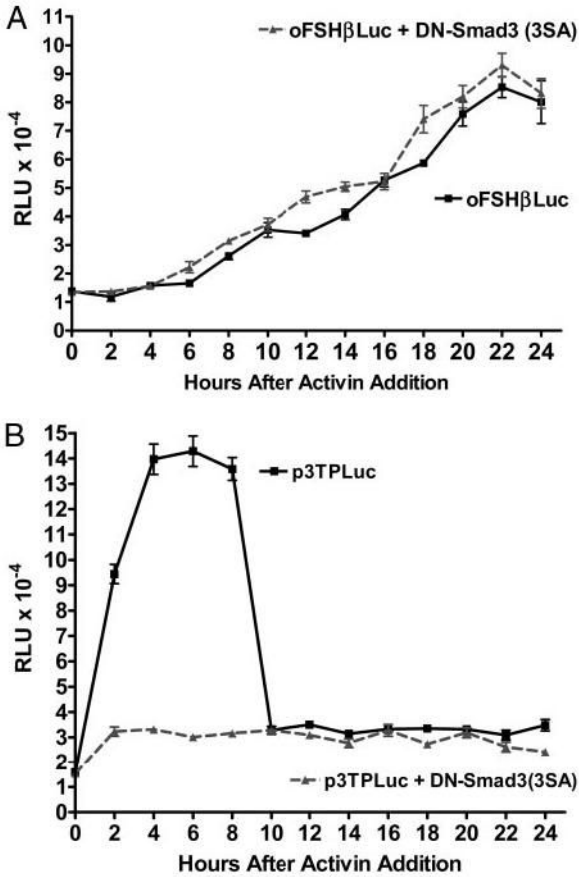 A
oFSHβLuc + DN-Smad3 (3SA)
oFSHβLuc
RLU x 10-4
11
10
9
8
7
6
5
4
3
2
1
0
0 2 4 6 8 10 12 14 16 18 20 22 24
Hours After Activin Addition
B
p3TPLuc
p3TPLuc + DN-Smad3(3SA)
RLU x 10-4
15
14
13
12
11
10
9
8
7
6
5
4
3
2
1
0
0 2 4 6 8 10 12 14 16 18 20 22 24
Hours After Activin Addition